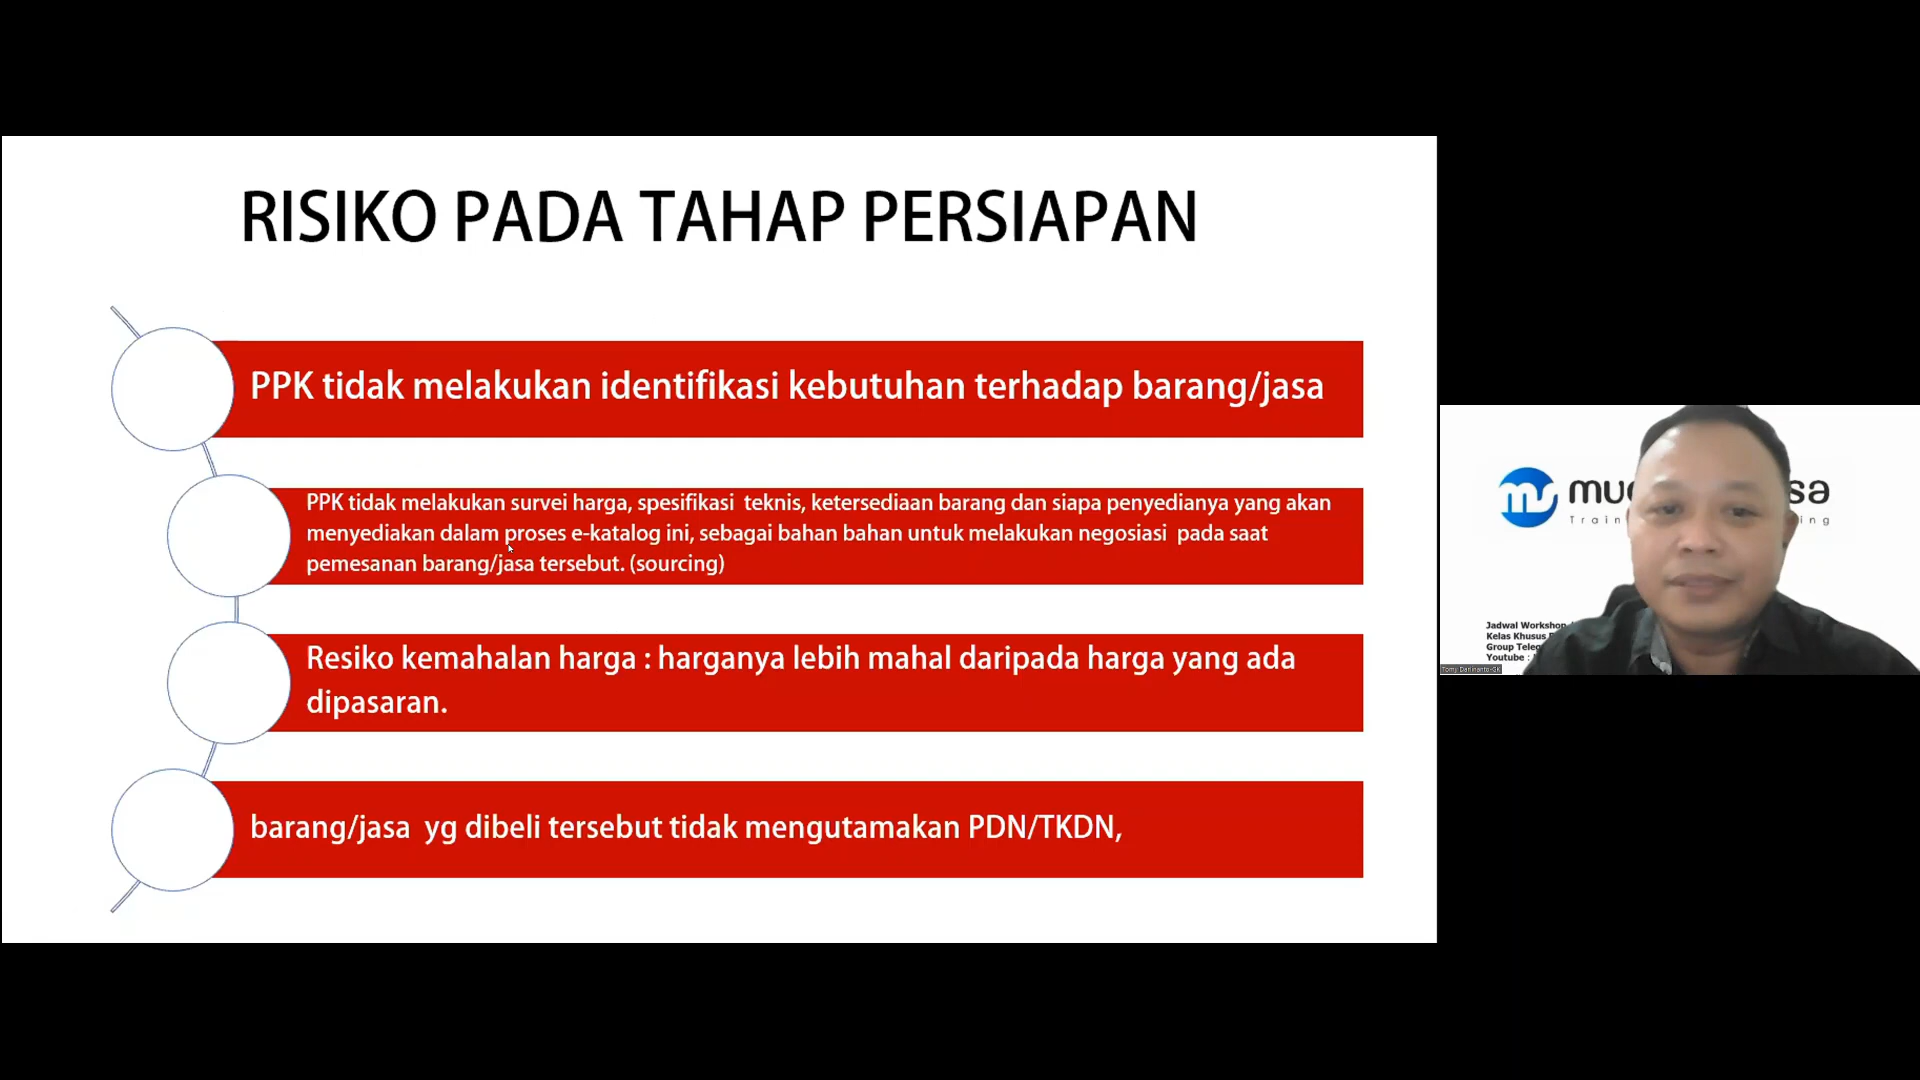 RISIKO PADA TAHAP PERSIAPAN
PPK tidak melakukan identifikasi kebutuhan terhadap barang/jasa
PPK tidak melakukan survei harga, spesifikasi teknis, ketersediaan barang dan siapa penyedianya yang akan
menyediakan dalam proses e-katalog ini, sebagai bahan bahan untuk melakukan negosiasi pada saat
pemesanan barang/jasa tersebut. (sourcing)
Resiko kemahalan harga : harganya lebih mahal daripada harga yang ada
dipasaran.
barang/jasa yg dibeli tersebut tidak mengutamakan PDN/TKDN,
Jadwal Workshop
Kelas Khusus
Group
Youtube :